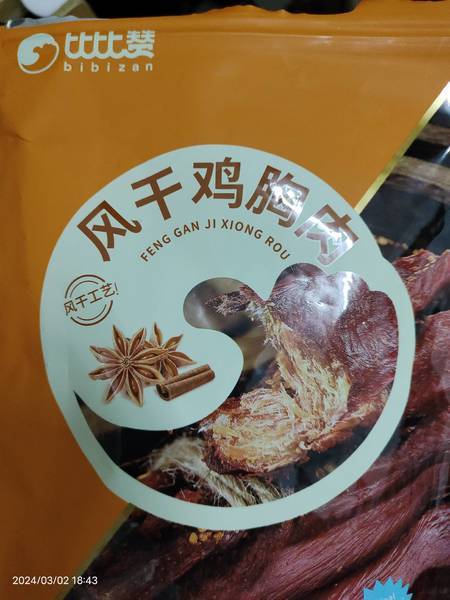 比比赞
bibizan
风干鸡胸肉
FENG GAN JI XIONG ROU
风干工艺!
2024/03/02 18:43